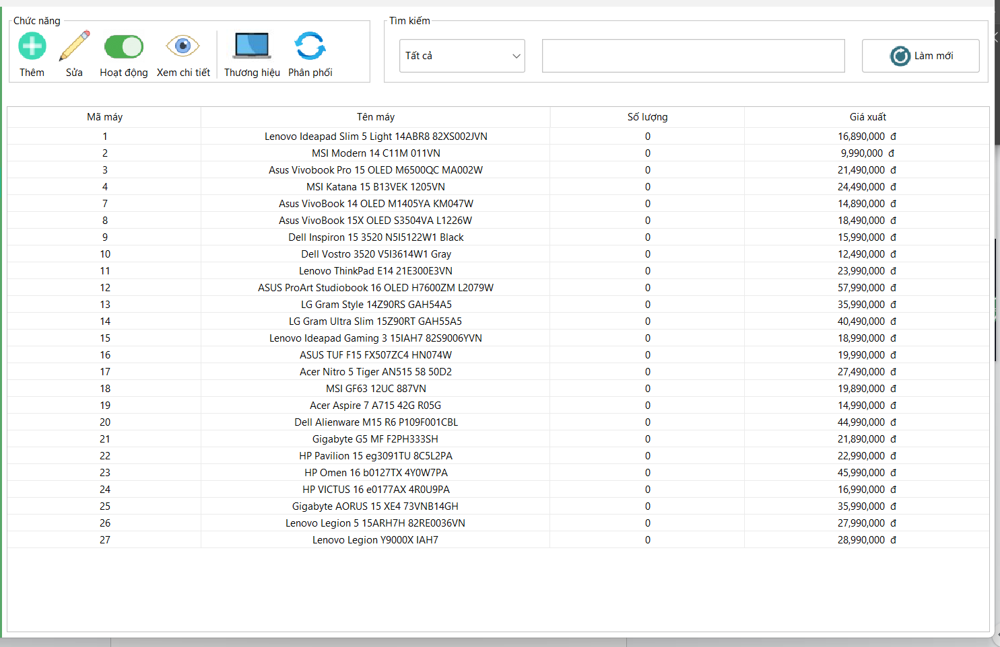 Chức năng
Tìm kiếm
Tất cả
Làm mới
Thêm Sửa Hoạt động Xem chi tiết Thương hiệu Phân phối
Mã máy Tên máy Số lượng Giá xuất
1 Lenovo Ideapad Slim 5 Light 14ABR8 82XS002JVN 0 16,890,000 đ
2 MSI Modern 14 C11M 011VN 0 9,990,000 đ
3 Asus Vivobook Pro 15 OLED M6500QC MA002W 0 21,490,000 đ
4 MSI Katana 15 B13VEK 1205VN 0 24,490,000 đ
7 Asus VivoBook 14 OLED M1405YA KM047W 0 14,890,000 đ
8 Asus VivoBook 15X OLED S3504VA L1226W 0 18,490,000 đ
9 Dell Inspiron 15 3520 N5I5122W1 Black 0 15,990,000 đ
10 Dell Vostro 3520 V5I3614W1 Gray 0 12,490,000 đ
11 Lenovo ThinkPad E14 21E300E3VN 0 23,990,000 đ
12 ASUS ProArt Studiobook 16 OLED H7600ZM L2079W 0 57,990,000 đ
13 LG Gram Style 14Z90RS GAH54A5 0 35,990,000 đ
14 LG Gram Ultra Slim 15Z90RT GAH55A5 0 40,490,000 đ
15 Lenovo Ideapad Gaming 3 15IAH7 82S9006YVN 0 18,990,000 đ
16 ASUS TUF F15 FX507ZC4 HN074W 0 19,990,000 đ
17 Acer Nitro 5 Tiger AN515 58 50D2 0 27,490,000 đ
18 MSI GF63 12UC 887VN 0 19,890,000 đ
19 Acer Aspire 7 A715 42G R05G 0 14,990,000 đ
20 Dell Alienware M15 R6 P109F001CBL 0 44,990,000 đ
21 Gigabyte G5 MF F2PH333SH 0 21,890,000 đ
22 HP Pavilion 15 eg3091TU 8C5L2PA 0 22,990,000 đ
23 HP Omen 16 b0127TX 4Y0W7PA 0 45,990,000 đ
24 HP VICTUS 16 e0177AX 4R0U9PA 0 16,990,000 đ
25 Gigabyte AORUS 15 XE4 73VNB14GH 0 35,990,000 đ
26 Lenovo Legion 5 15ARH7H 82RE0036VN 0 27,990,000 đ
27 Lenovo Legion Y9000X IAH7 0 28,990,000 đ